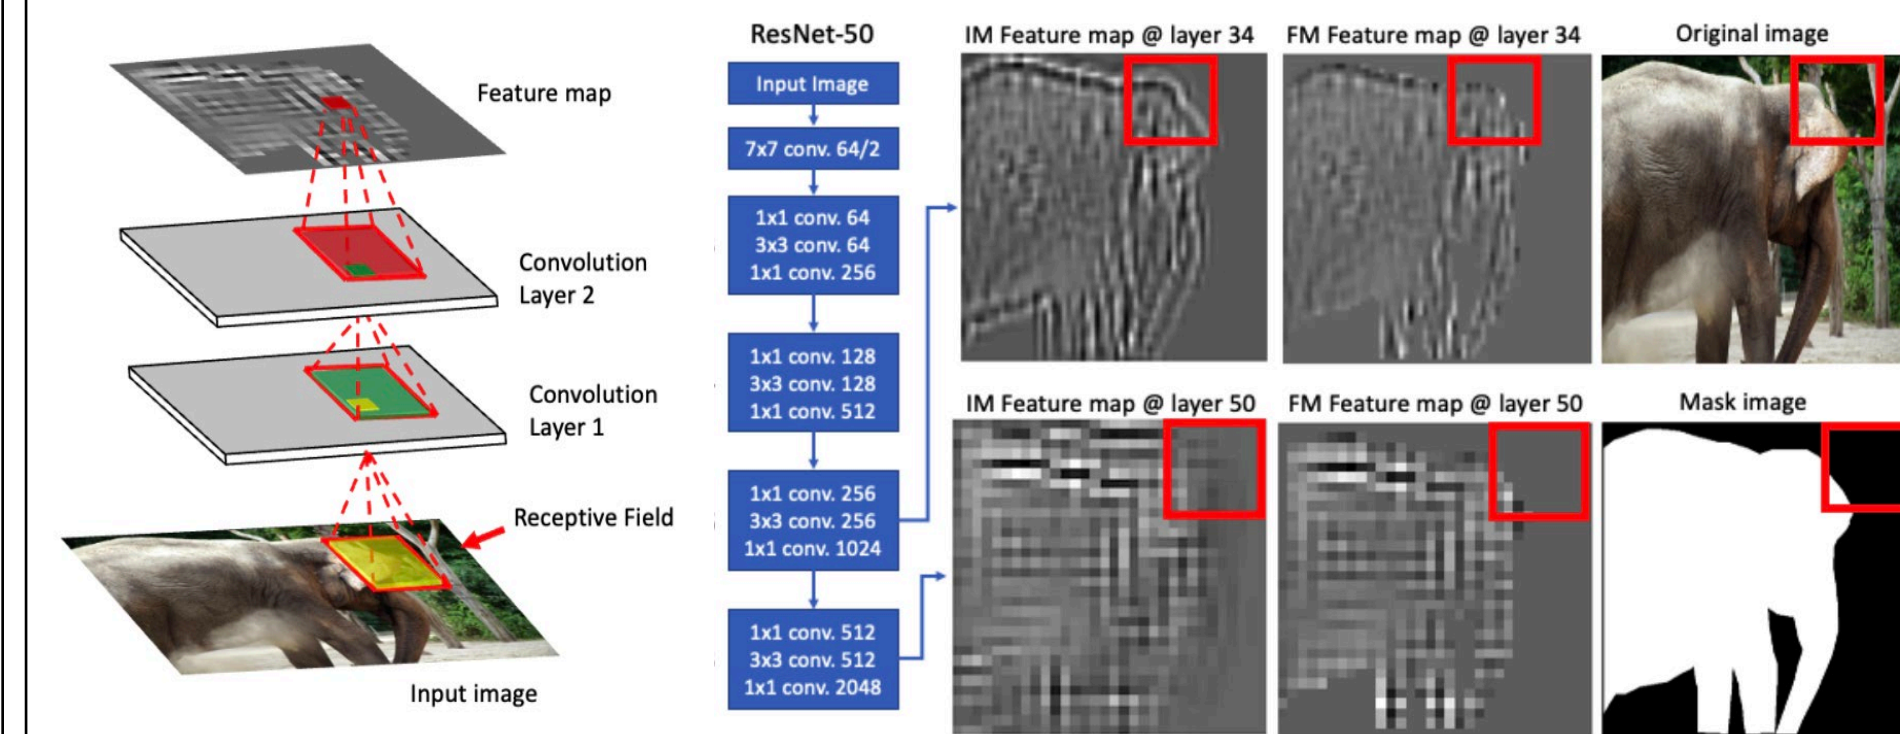 Feature map
Convolution
Layer 2
Convolution
Layer 1
Receptive Field
Input image
ResNet-50
Input Image
7x7 conv. 64/2
1x1 conv. 64
3x3 conv. 64
1x1 conv. 256
1x1 conv. 128
3x3 conv. 128
1x1 conv. 512
1x1 conv. 256
3x3 conv. 256
1x1 conv. 1024
1x1 conv. 512
3x3 conv. 512
1x1 conv. 2048
IM Feature map @ layer 34
FM Feature map @ layer 34
Original image
IM Feature map @ layer 50
FM Feature map @ layer 50
Mask image